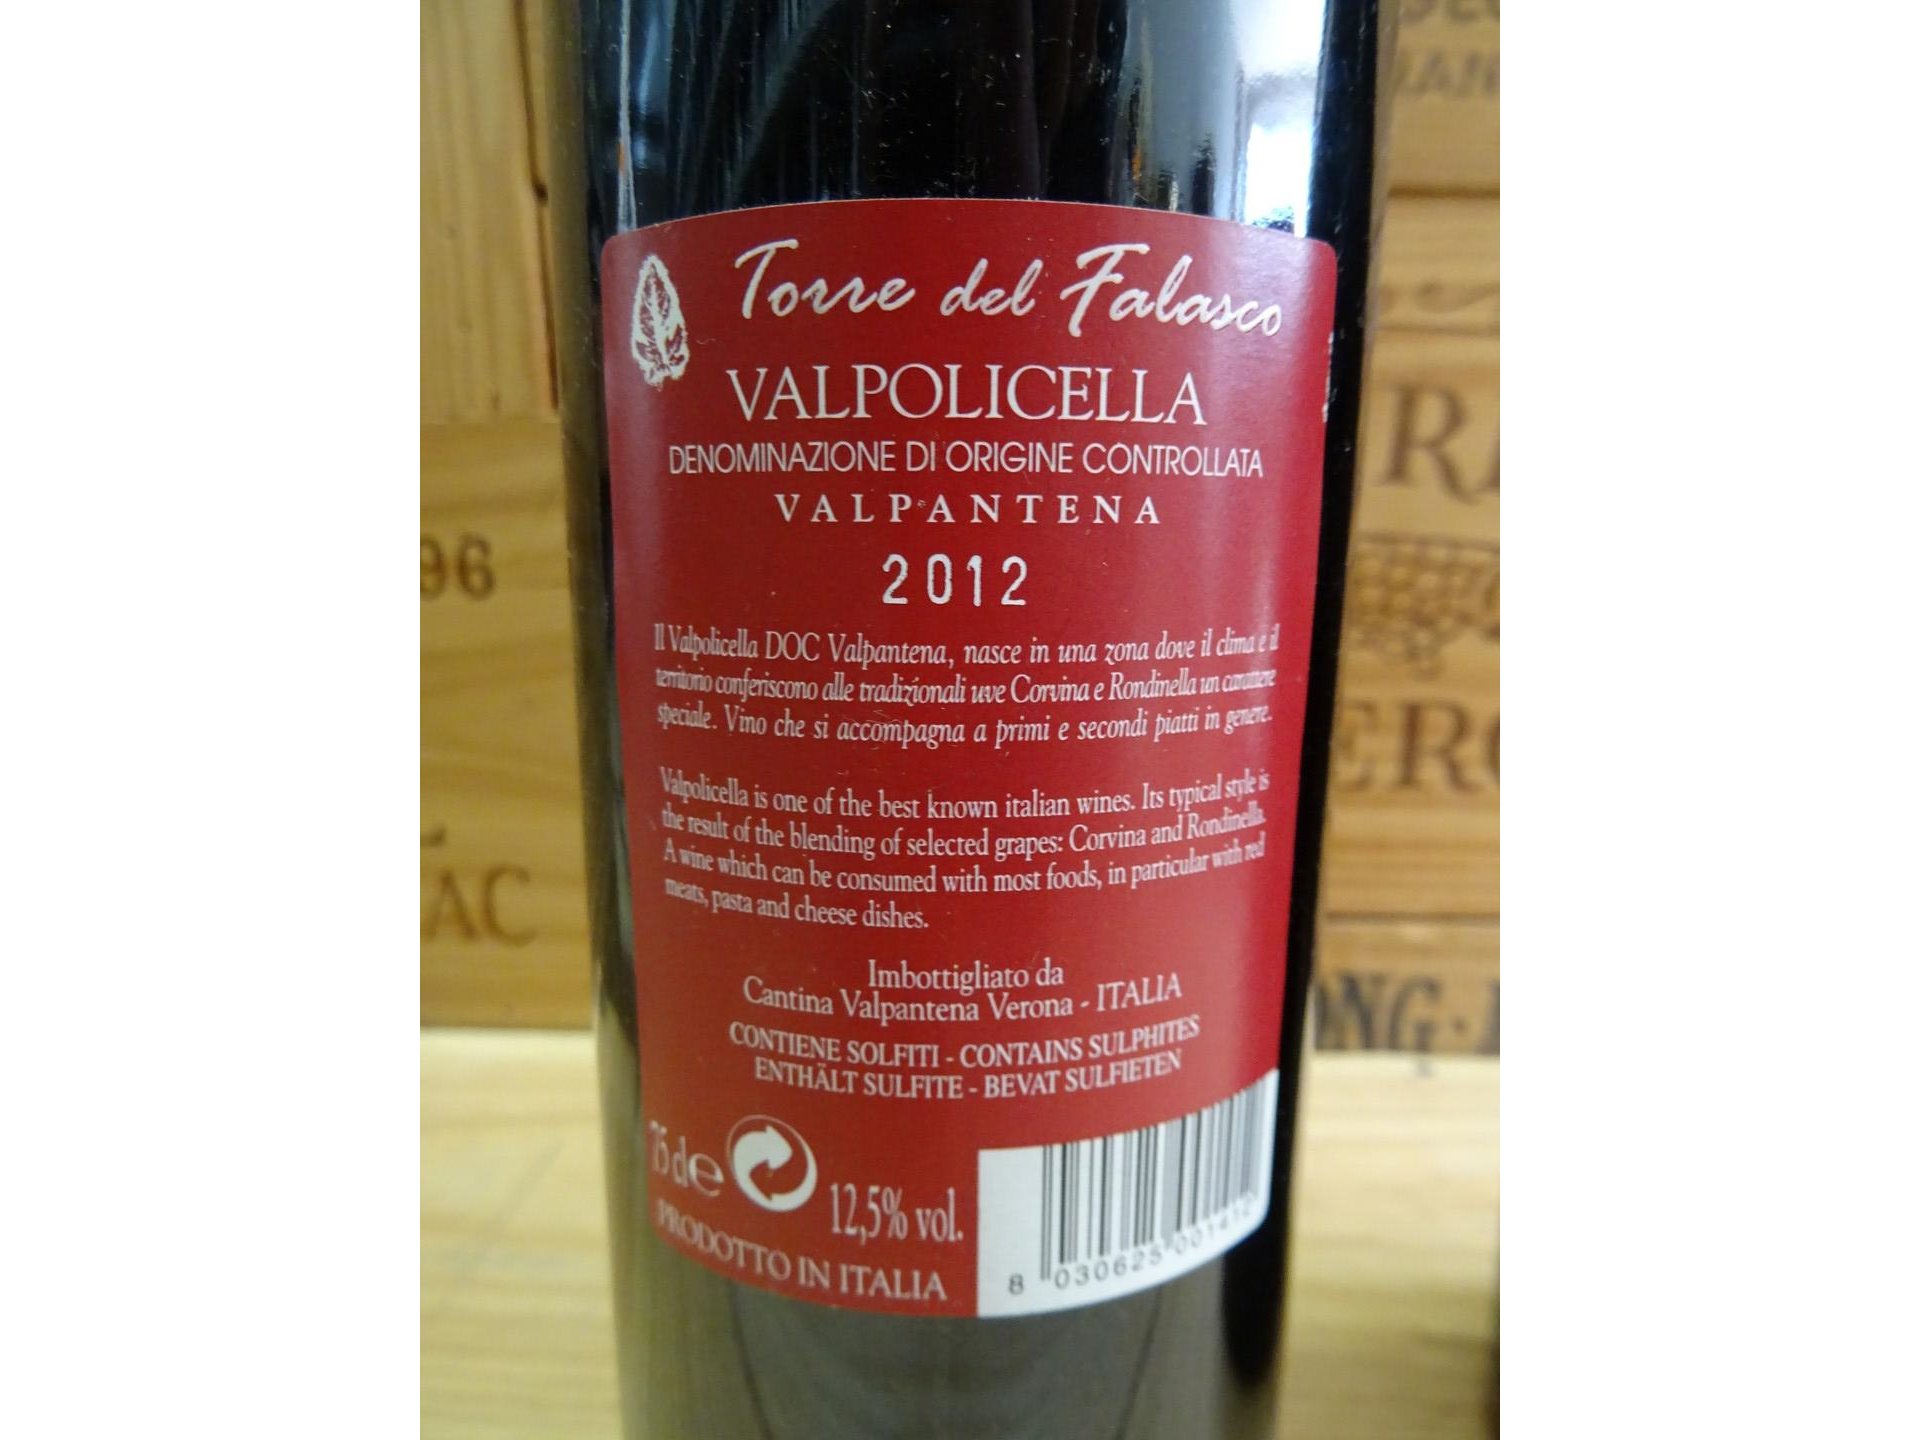 Torre del Falasco
VALPOLICELLA
DENOMINAZIONE DI ORIGINE CONTROLLATA
VALPANTENA
2012
Il Valpolicella DOC Valpantena, nasce in una zona dove il clima e il
territorio conferiscono alle tradizionali uve Corvina e Rondinella un carattere
speciale. Vino che si accompagna a primi e secondi piatti in genere.
Valpolicella is one of the best known italian wines. Its typical style is
the result of the blending of selected grapes: Corvina and Rondinella.
A wine which can be consumed with most foods, in particular with red
meats, pasta and cheese dishes.
Imbottigliato da
Cantina Valpantena Verona - ITALIA
CONTIENE SOLFITI - CONTAINS SULPHITES
ENTHÄLT SULFITE - BEVAT SULFIETEN
75 cl e
12,5% vol.
PRODOTTO IN ITALIA
8 030625 001412
96
AC